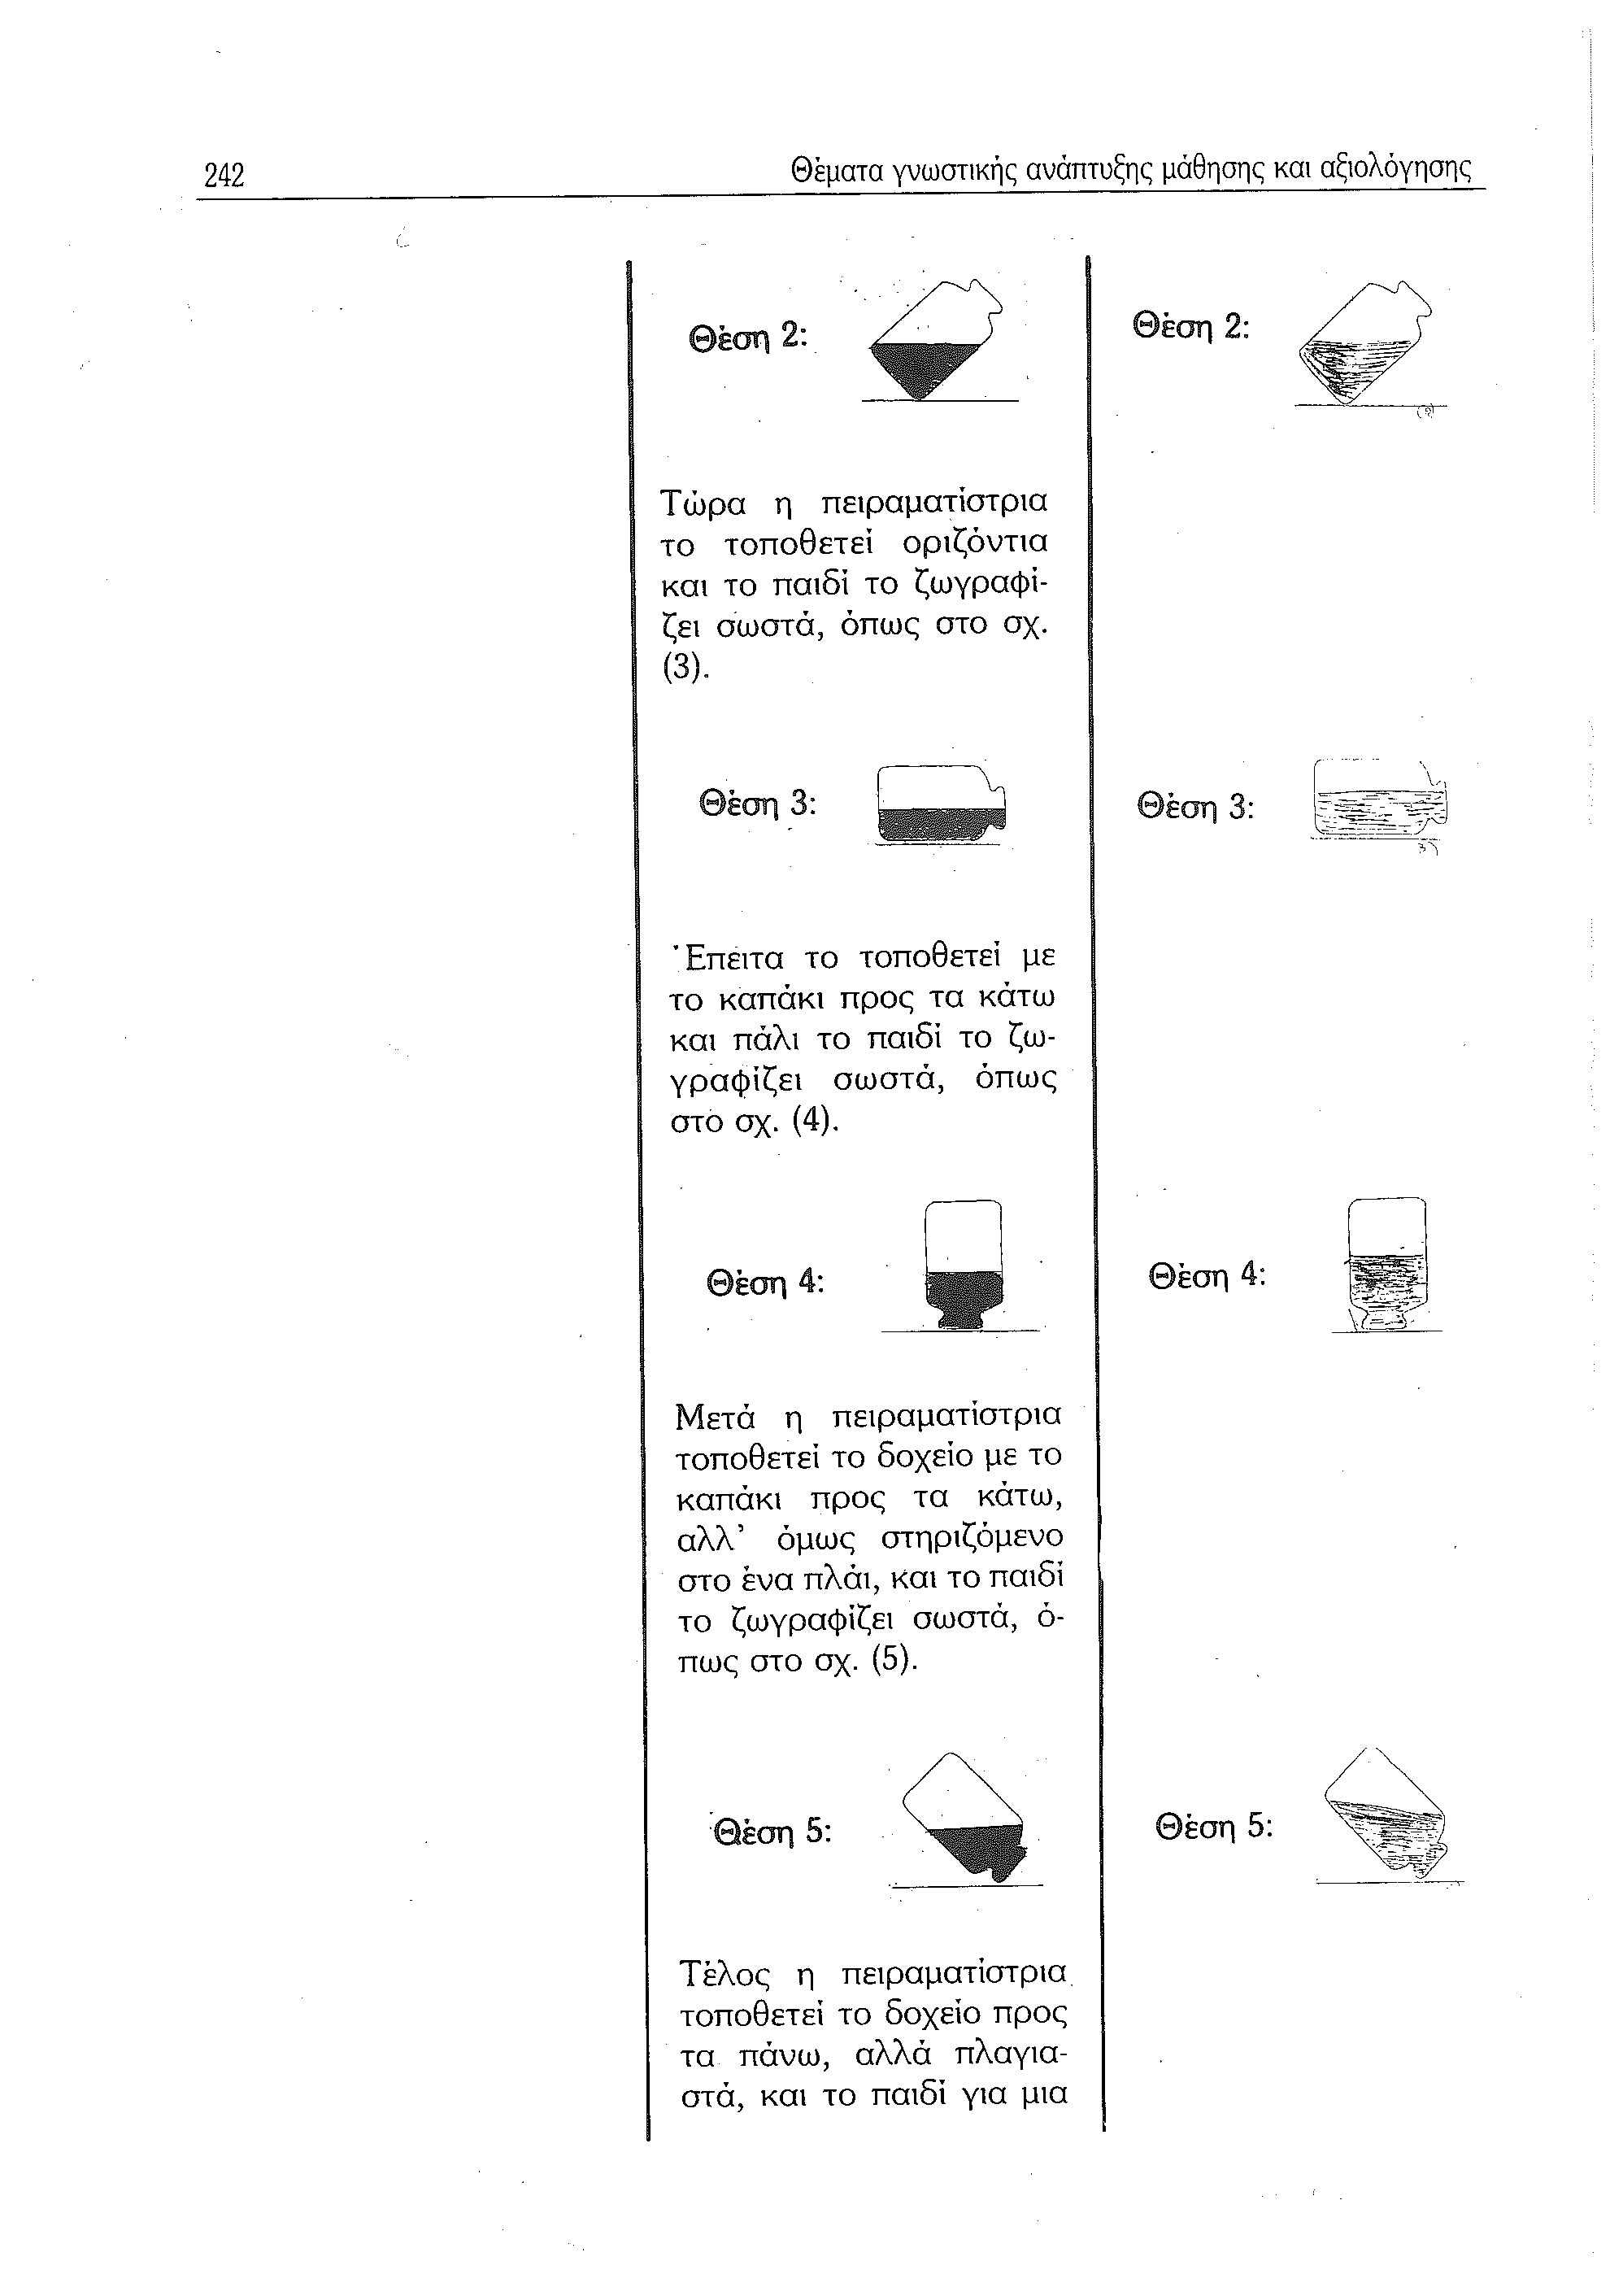 242
Θέματα γνωστικής ανάπτυξης μάθησης και αξιολόγησης
Θέση 2:
Τώρα η πειραματίστρια
το τοποθετεί οριζόντια
και το παιδί το ζωγραφί-
ζει σωστά, όπως στο σχ.
(3).
Θέση 3:
Έπειτα το τοποθετεί με
το καπάκι προς τα κάτω
και πάλι το παιδί το ζω-
γραφίζει σωστά, όπως
στο σχ. (4).
Θέση 4:
Μετά η πειραματίστρια
τοποθετεί το δοχείο με το
καπάκι προς τα κάτω,
αλλ' όμως στηριζόμενο
στο ένα πλάι, και το παιδί
το ζωγραφίζει σωστά, ό-
πως στο σχ. (5).
Θέση 5:
Τέλος η πειραματίστρια
τοποθετεί το δοχείο προς
τα πάνω, αλλά πλαγια-
στά, και το παιδί για μια
Θέση 2:
(2)
Θέση 3:
Θέση 4:
Θέση 5: